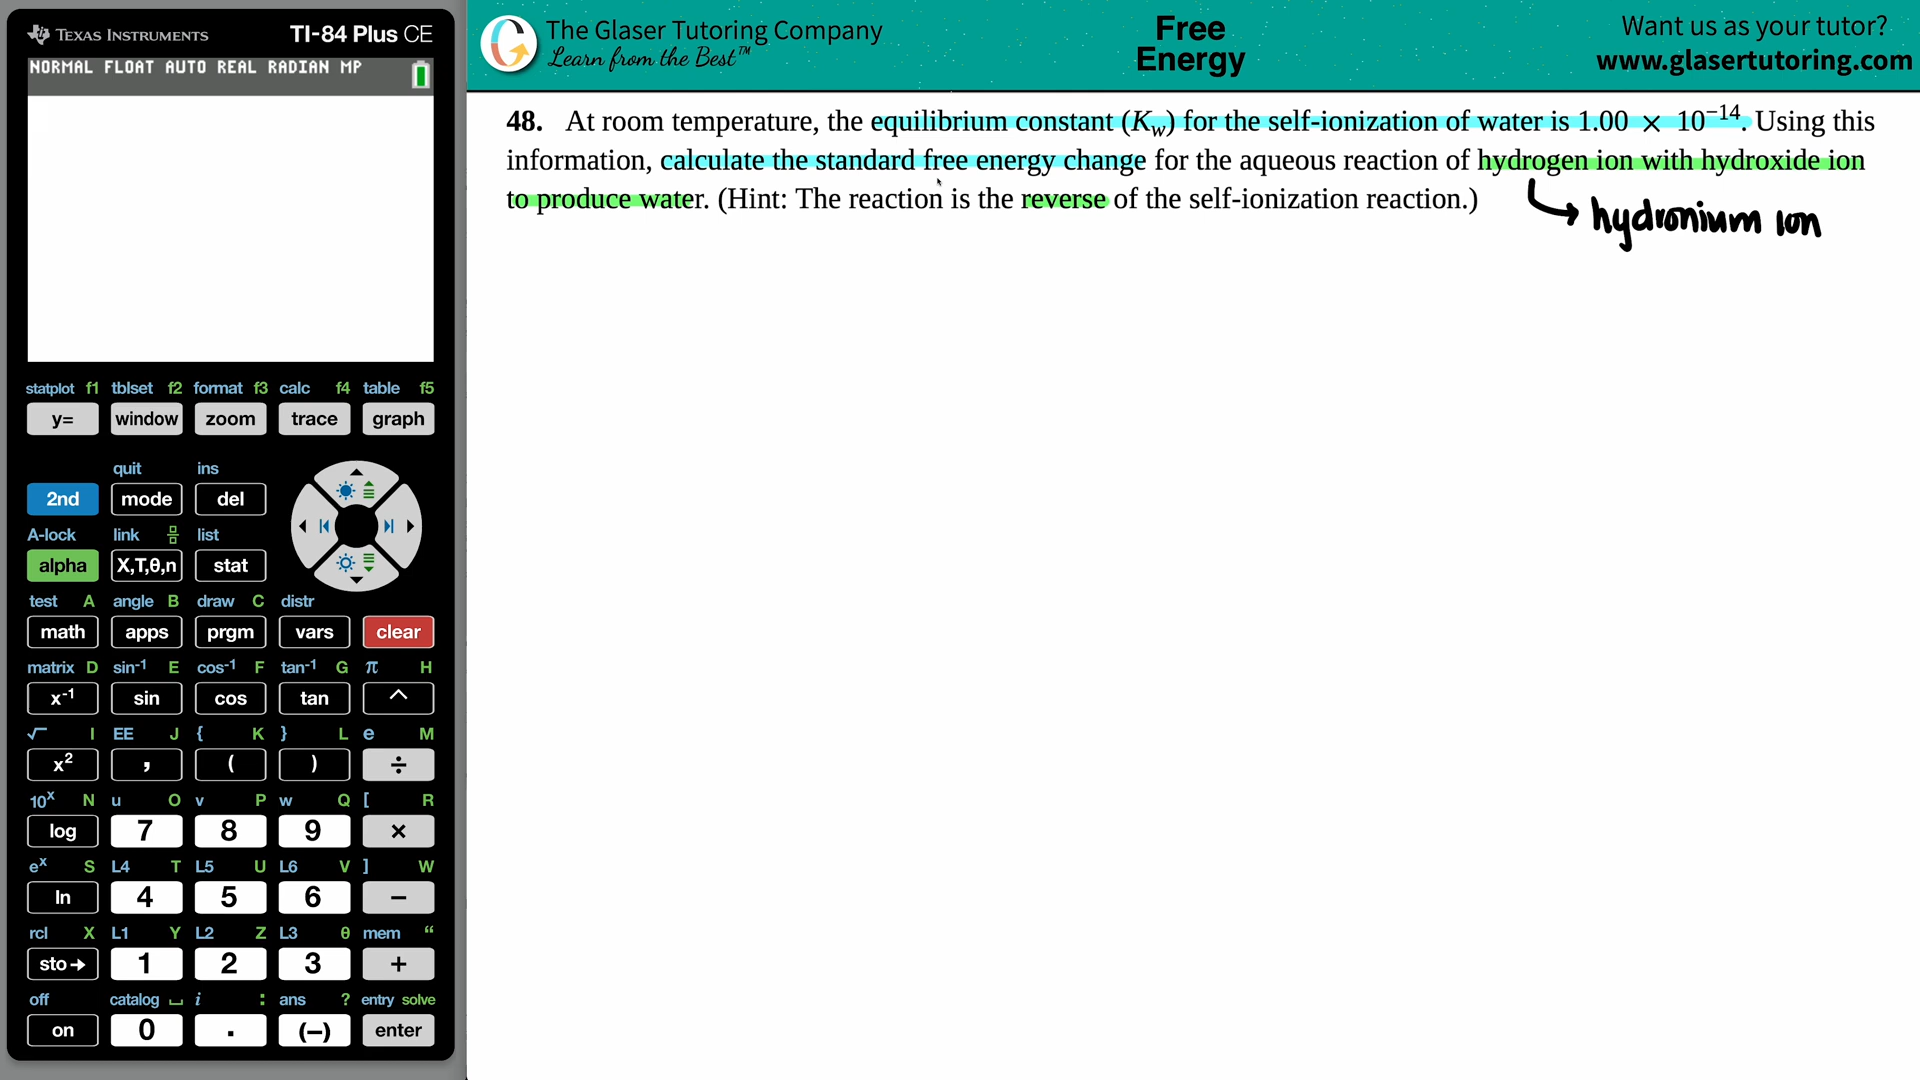 TEXAS INSTRUMENTS TI-84 Plus CE
NORMAL FLOAT AUTO REAL RADIAN MP
statplot f1 tblset f2 format f3 calc f4 table f5
y= window zoom trace graph
quit ins
2nd mode del
A-lock link list
alpha X,T,θ,n stat
test A angle B draw C distr
math apps prgm vars clear
matrix D sin⁻¹ E cos⁻¹ F tan⁻¹ G π H
x⁻¹ sin cos tan ^
√ I EE J { K } L e M
x² , ( ) ÷
10ˣ N u O v P w Q [ R
log 7 8 9 ×
eˣ S L4 T L5 U L6 V ] W
ln 4 5 6 −
rcl X L1 Y L2 Z L3 θ mem “
sto→ 1 2 3 +
off catalog ⎵ i : ans ? entry solve
on 0 . (−) enter
The Glaser Tutoring Company
Learn from the Best™
Free
Energy
Want us as your tutor?
www.glasertutoring.com
48. At room temperature, the equilibrium constant (Kw) for the self-ionization of water is 1.00 × 10⁻¹⁴. Using this
information, calculate the standard free energy change for the aqueous reaction of hydrogen ion with hydroxide ion
to produce water. (Hint: The reaction is the reverse of the self-ionization reaction.)
hydronium ion